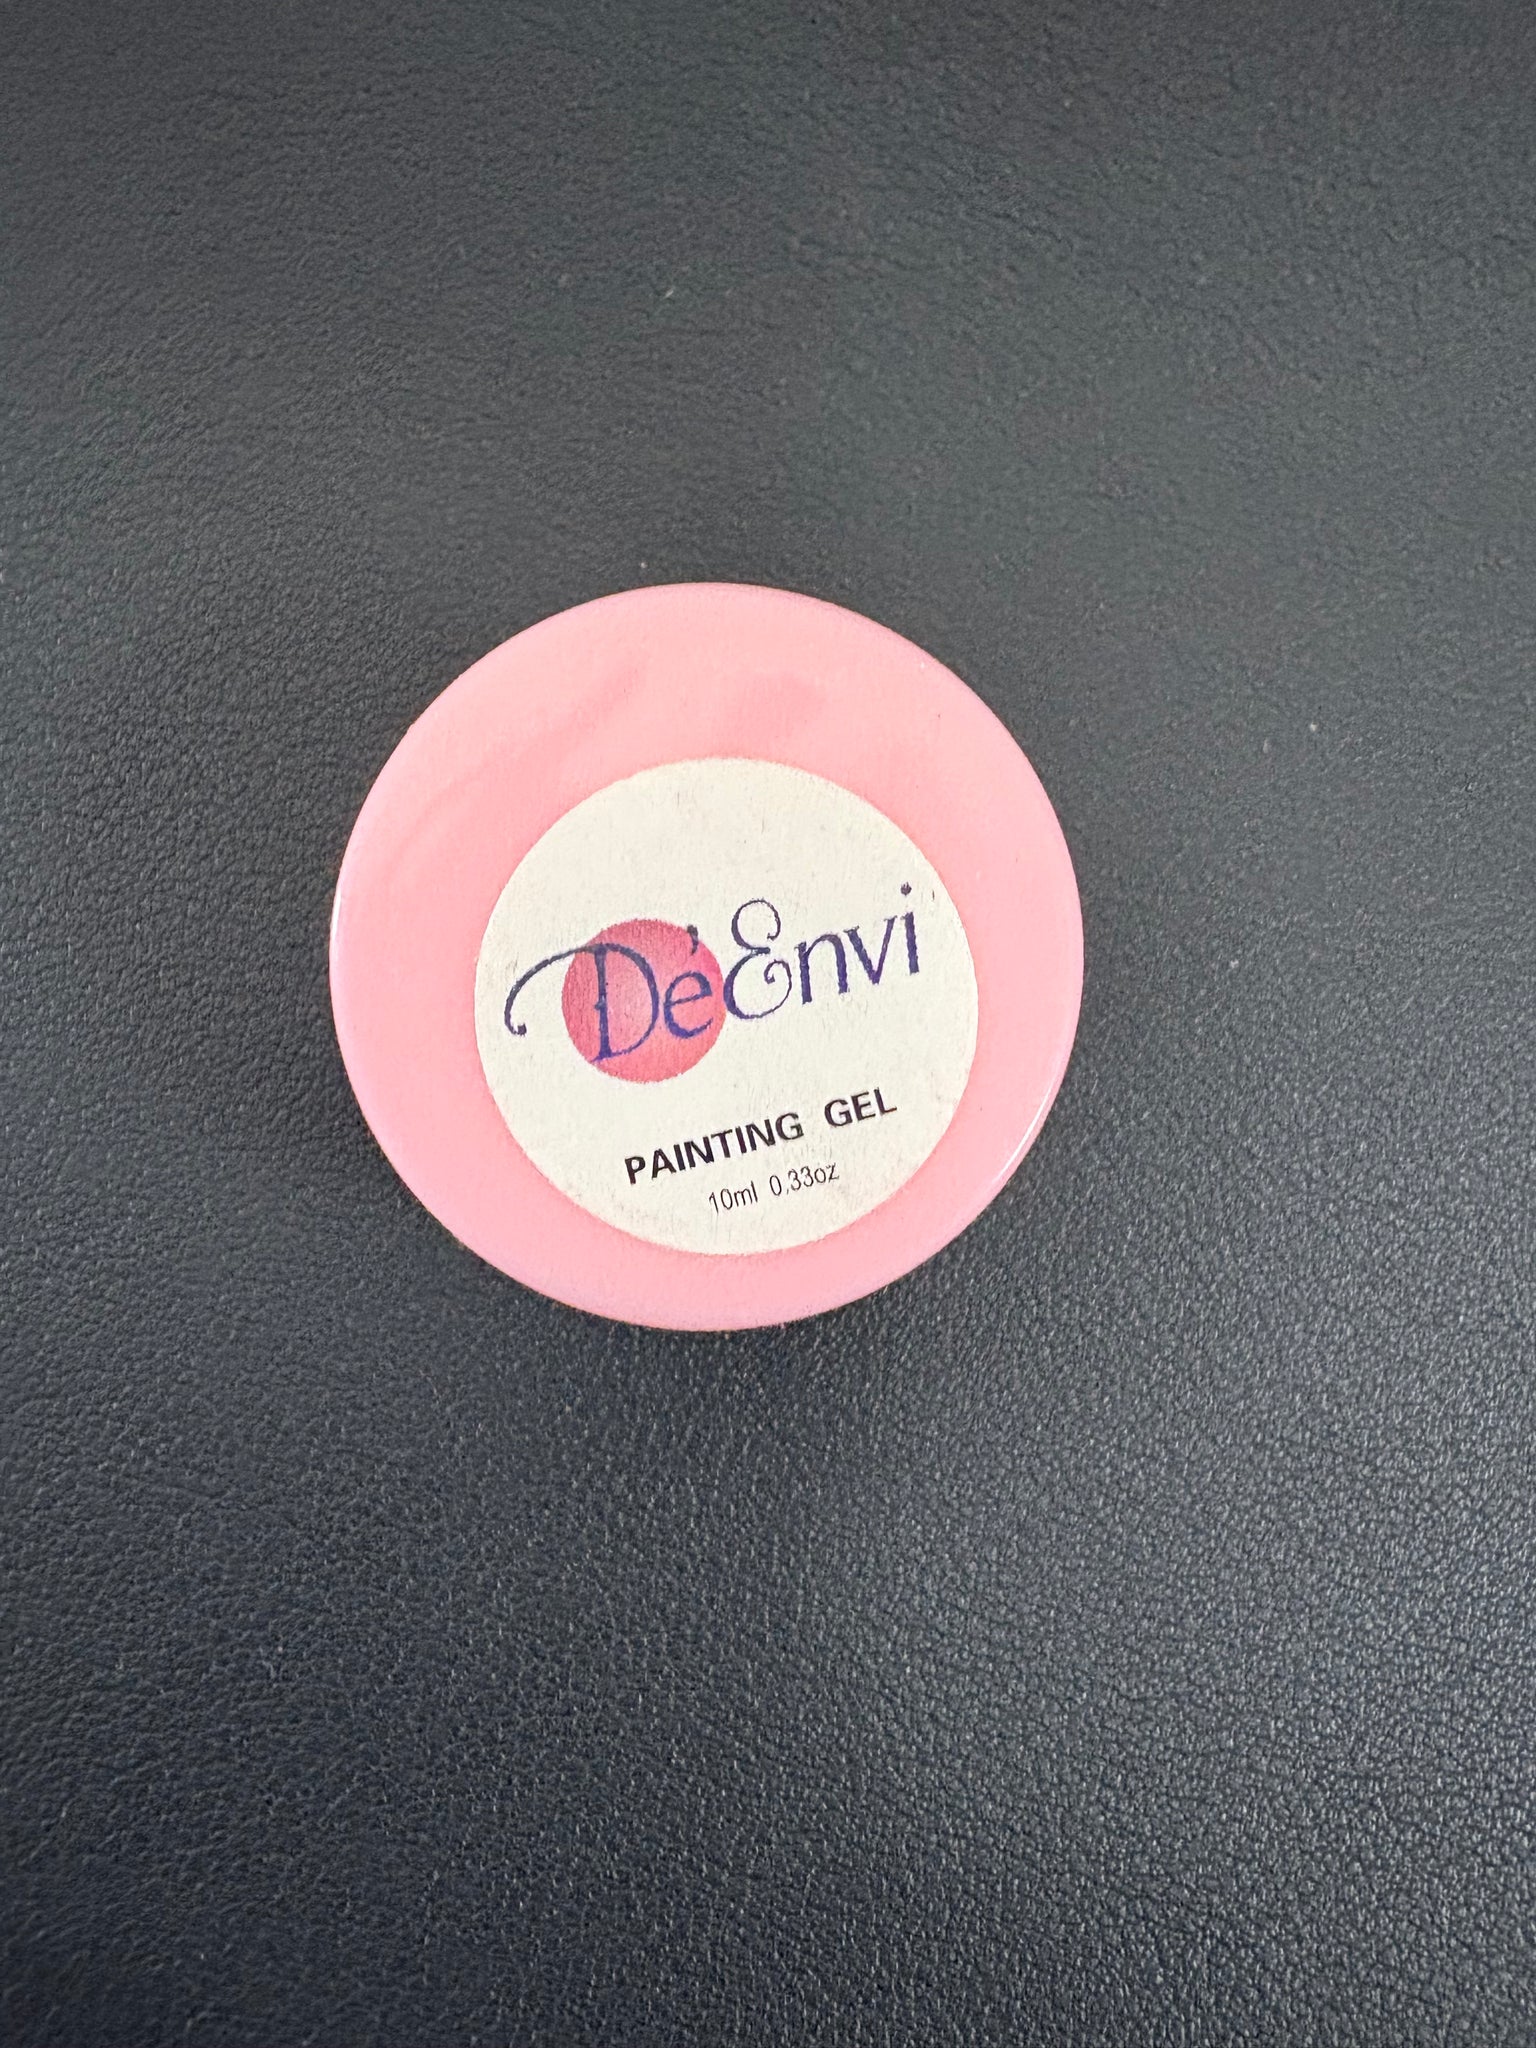 Dé Envi
PAINTING GEL
10ml 0,33oz